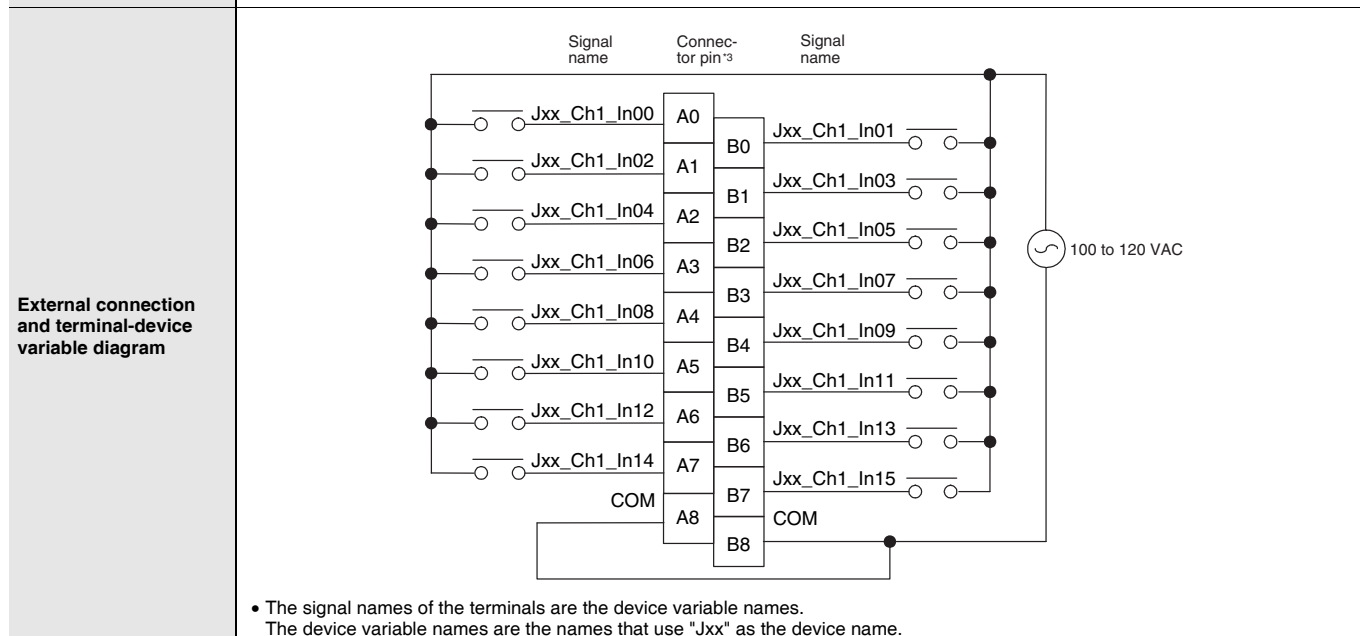 Signal
name
Connec-
tor pin*3
Signal
name
Jxx_Ch1_In00
A0
B0
Jxx_Ch1_In01
Jxx_Ch1_In02
A1
B1
Jxx_Ch1_In03
Jxx_Ch1_In04
A2
B2
Jxx_Ch1_In05
100 to 120 VAC
Jxx_Ch1_In06
A3
B3
Jxx_Ch1_In07
External connection
and terminal-device
variable diagram
Jxx_Ch1_In08
A4
B4
Jxx_Ch1_In09
Jxx_Ch1_In10
A5
B5
Jxx_Ch1_In11
Jxx_Ch1_In12
A6
B6
Jxx_Ch1_In13
Jxx_Ch1_In14
A7
B7
Jxx_Ch1_In15
COM
A8
B8
COM
• The signal names of the terminals are the device variable names.
The device variable names are the names that use "Jxx" as the device name.